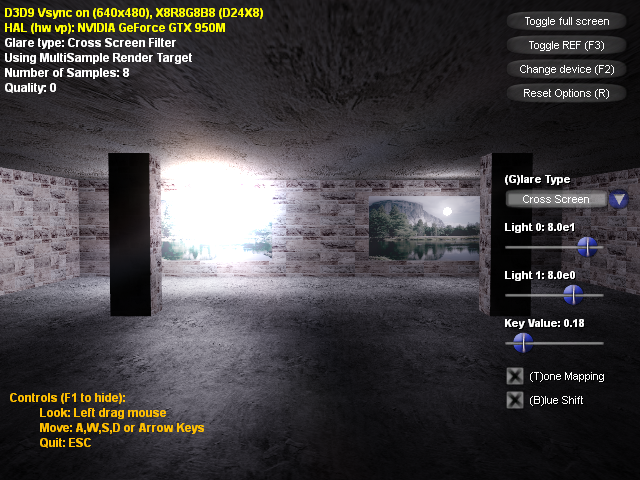 D3D9 Vsync on (640x480), X8R8G8B8 (D24X8)
HAL (hw vp): NVIDIA GeForce GTX 950M
Glare type: Cross Screen Filter
Using MultiSample Render Target
Number of Samples: 8
Quality: 0
Toggle full screen
Toggle REF (F3)
Change device (F2)
Reset Options (R)
(G)lare Type
Cross Screen
Light 0: 8.0e1
Light 1: 8.0e0
Key Value: 0.18
(T)one Mapping
(B)lue Shift
Controls (F1 to hide):
Look: Left drag mouse
Move: A,W,S,D or Arrow Keys
Quit: ESC